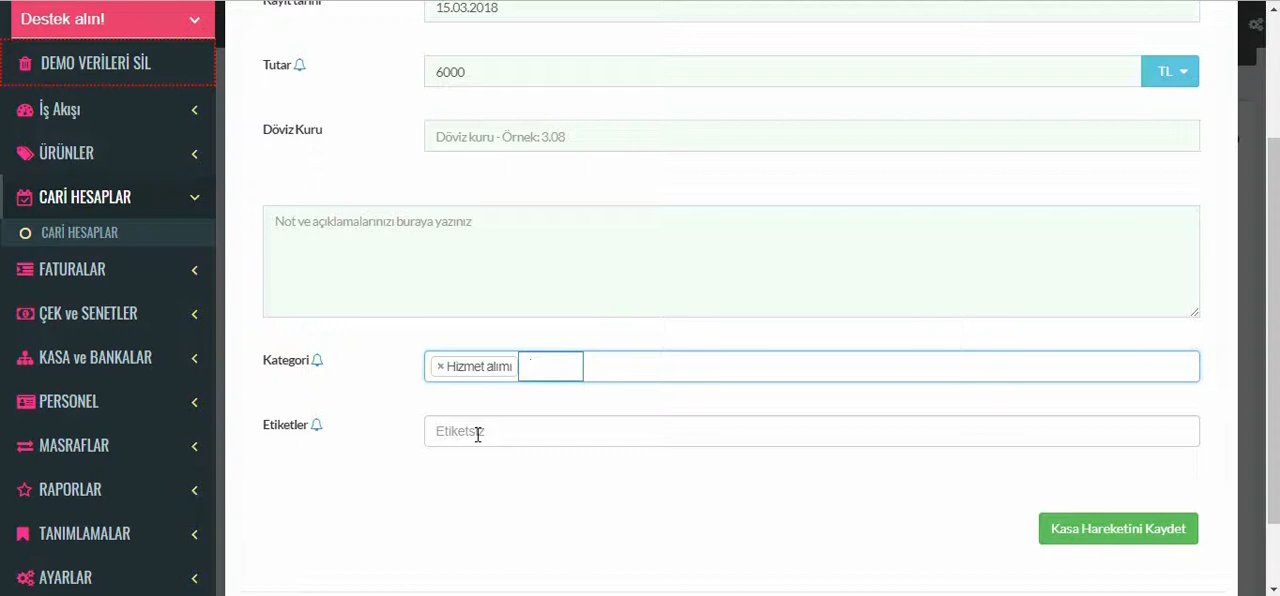 Destek alın!
DEMO VERİLERİ SİL
İş Akışı
ÜRÜNLER
CARİ HESAPLAR
CARİ HESAPLAR
FATURALAR
ÇEK ve SENETLER
KASA ve BANKALAR
PERSONEL
MASRAFLAR
RAPORLAR
TANIMLAMALAR
AYARLAR
Kayıt tarihi
15.03.2018
Tutar
6000
TL
Döviz Kuru
Döviz kuru - Örnek: 3.08
Not ve açıklamalarınızı buraya yazınız
Kategori
× Hizmet alımı
Etiketler
Etiketsiz
Kasa Hareketini Kaydet